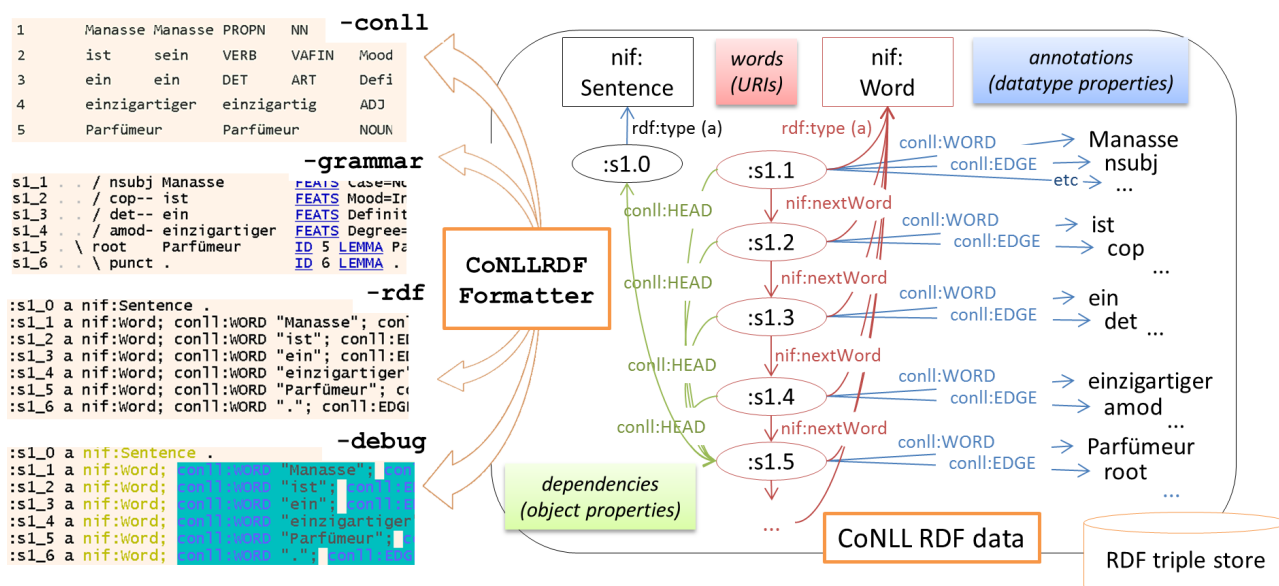 -conll
1 Manasse Manasse PROPN NN
2 ist sein VERB VAFIN Mood
3 ein ein DET ART Defi
4 einzigartiger einzigartig ADJ
5 Parfümeur Parfümeur NOUN
-grammar
s1_1 . . / nsubj Manasse FEATS Case=No
s1_2 . . / cop-- ist FEATS Mood=In
s1_3 . . / det-- ein FEATS Definit
s1_4 . . / amod- einzigartiger FEATS Degree=
s1_5 . \ root Parfümeur ID 5 LEMMA Pa
s1_6 . . \ punct . ID 6 LEMMA .
-rdf
:s1_0 a nif:Sentence .
:s1_1 a nif:Word; conll:WORD "Manasse"; con
:s1_2 a nif:Word; conll:WORD "ist"; conll:ED
:s1_3 a nif:Word; conll:WORD "ein"; conll:ED
:s1_4 a nif:Word; conll:WORD "einzigartiger"
:s1_5 a nif:Word; conll:WORD "Parfümeur"; co
:s1_6 a nif:Word; conll:WORD "."; conll:EDGE
-debug
:s1_0 a nif:Sentence .
:s1_1 a nif:Word; conll:WORD "Manasse"; con
:s1_2 a nif:Word; conll:WORD "ist"; conll:ED
:s1_3 a nif:Word; conll:WORD "ein"; conll:ED
:s1_4 a nif:Word; conll:WORD "einzigartiger
:s1_5 a nif:Word; conll:WORD "Parfümeur"; c
:s1_6 a nif:Word; conll:WORD "."; conll:EDG
CoNLLRDF
Formatter
nif:
Sentence
words
(URIs)
nif:
Word
annotations
(datatype properties)
rdf:type (a)
rdf:type (a)
:s1.0
:s1.1
conll:WORD
Manasse
conll:EDGE
nsubj
etc
...
conll:HEAD
nif:nextWord
:s1.2
conll:WORD
ist
conll:EDGE
cop
...
conll:HEAD
nif:nextWord
:s1.3
conll:WORD
ein
conll:EDGE
det
...
conll:HEAD
nif:nextWord
:s1.4
conll:WORD
einzigartiger
conll:EDGE
amod
...
conll:HEAD
nif:nextWord
:s1.5
conll:WORD
Parfümeur
conll:EDGE
root
...
...
dependencies
(object properties)
CoNLL RDF data
RDF triple store